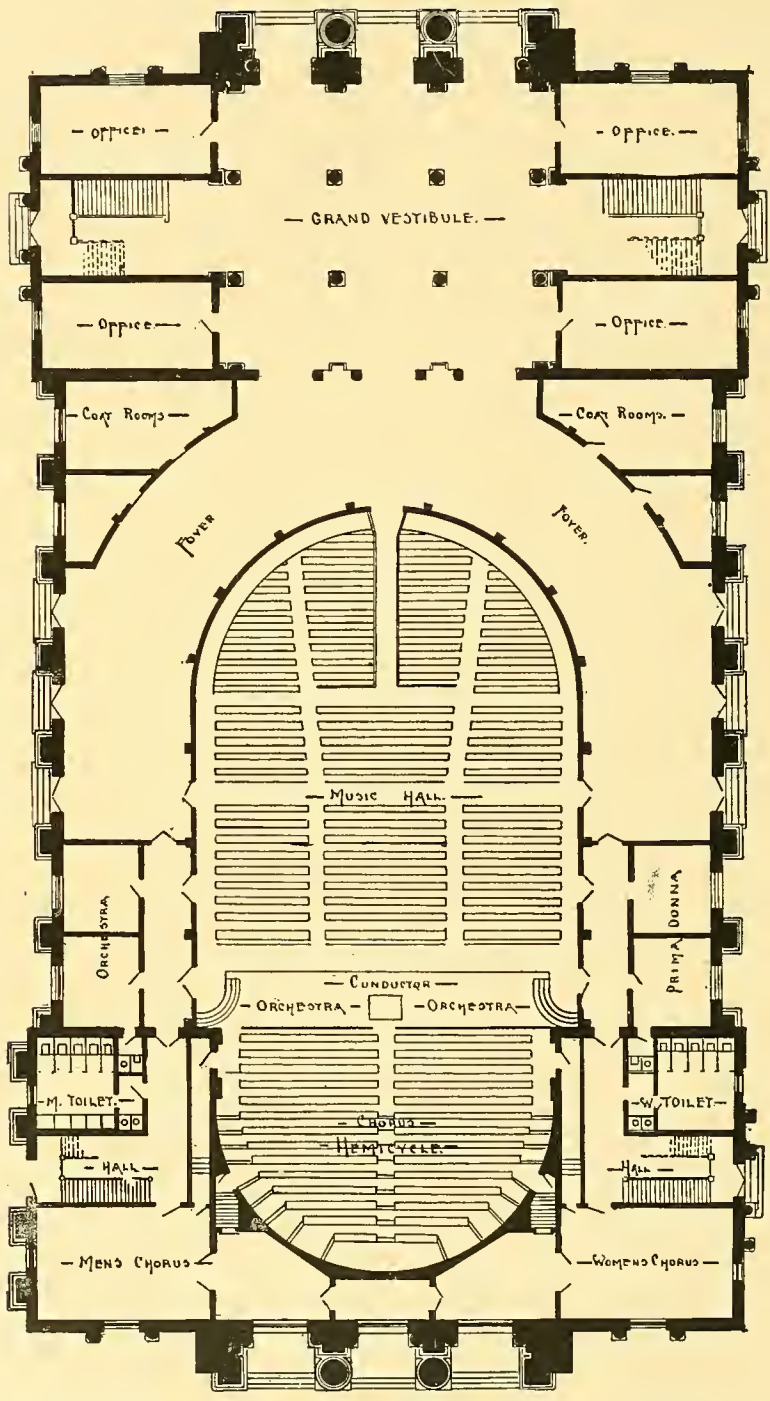 OFFICE.
OFFICE.
GRAND VESTIBULE.
OFFICE.
OFFICE.
COAT ROOMS
COAT ROOMS.
FOYER
FOYER.
MUSIC HALL.
ORCHESTRA
PRIMA DONNA
CONDUCTOR
ORCHESTRA
ORCHESTRA
M. TOILET.
W. TOILET.
CHORUS
HEMICYCLE.
HALL
HALL
MENS CHORUS
WOMENS CHORUS